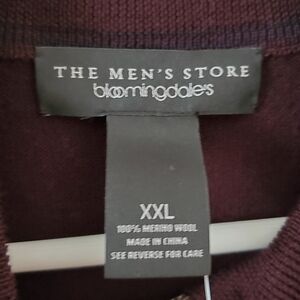 THE MEN'S STORE
bloomingdale's
XXL
100% MERINO WOOL
MADE IN CHINA
SEE REVERSE FOR CARE